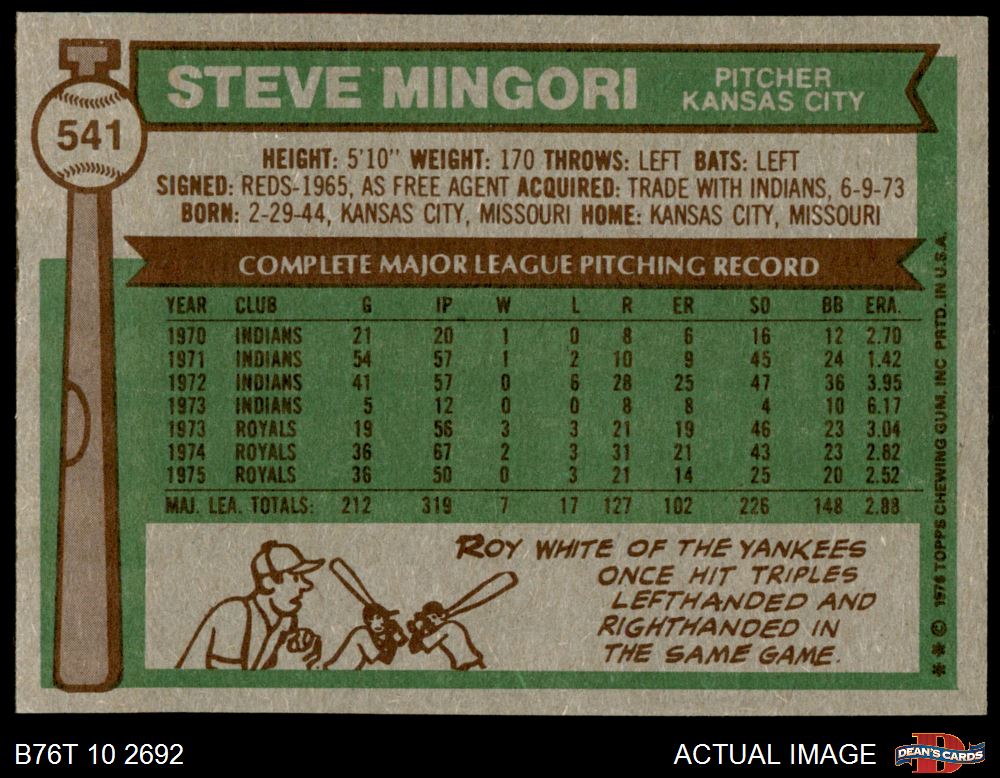 541
STEVE MINGORI
PITCHER
KANSAS CITY
HEIGHT: 5'10" WEIGHT: 170 THROWS: LEFT BATS: LEFT
SIGNED: REDS-1965, AS FREE AGENT ACQUIRED: TRADE WITH INDIANS, 6-9-73
BORN: 2-29-44, KANSAS CITY, MISSOURI HOME: KANSAS CITY, MISSOURI
COMPLETE MAJOR LEAGUE PITCHING RECORD
YEAR CLUB G IP W L R ER SO BB ERA.
1970 INDIANS 21 20 1 0 8 6 16 12 2.70
1971 INDIANS 54 57 1 2 10 9 45 24 1.42
1972 INDIANS 41 57 0 6 28 25 47 36 3.95
1973 INDIANS 5 12 0 0 8 8 4 10 6.17
1973 ROYALS 19 56 3 3 21 19 46 23 3.04
1974 ROYALS 36 67 2 3 31 21 43 23 2.82
1975 ROYALS 36 50 0 3 21 14 25 20 2.52
MAJ. LEA. TOTALS: 212 319 7 17 127 102 226 148 2.88
ROY WHITE OF THE YANKEES
ONCE HIT TRIPLES
LEFTHANDED AND
RIGHTHANDED IN
THE SAME GAME.
* * © 1976 TOPPS CHEWING GUM, INC PRTD. IN U.S.A.
B76T 10 2692
ACTUAL IMAGE
D
DEAN'S CARDS